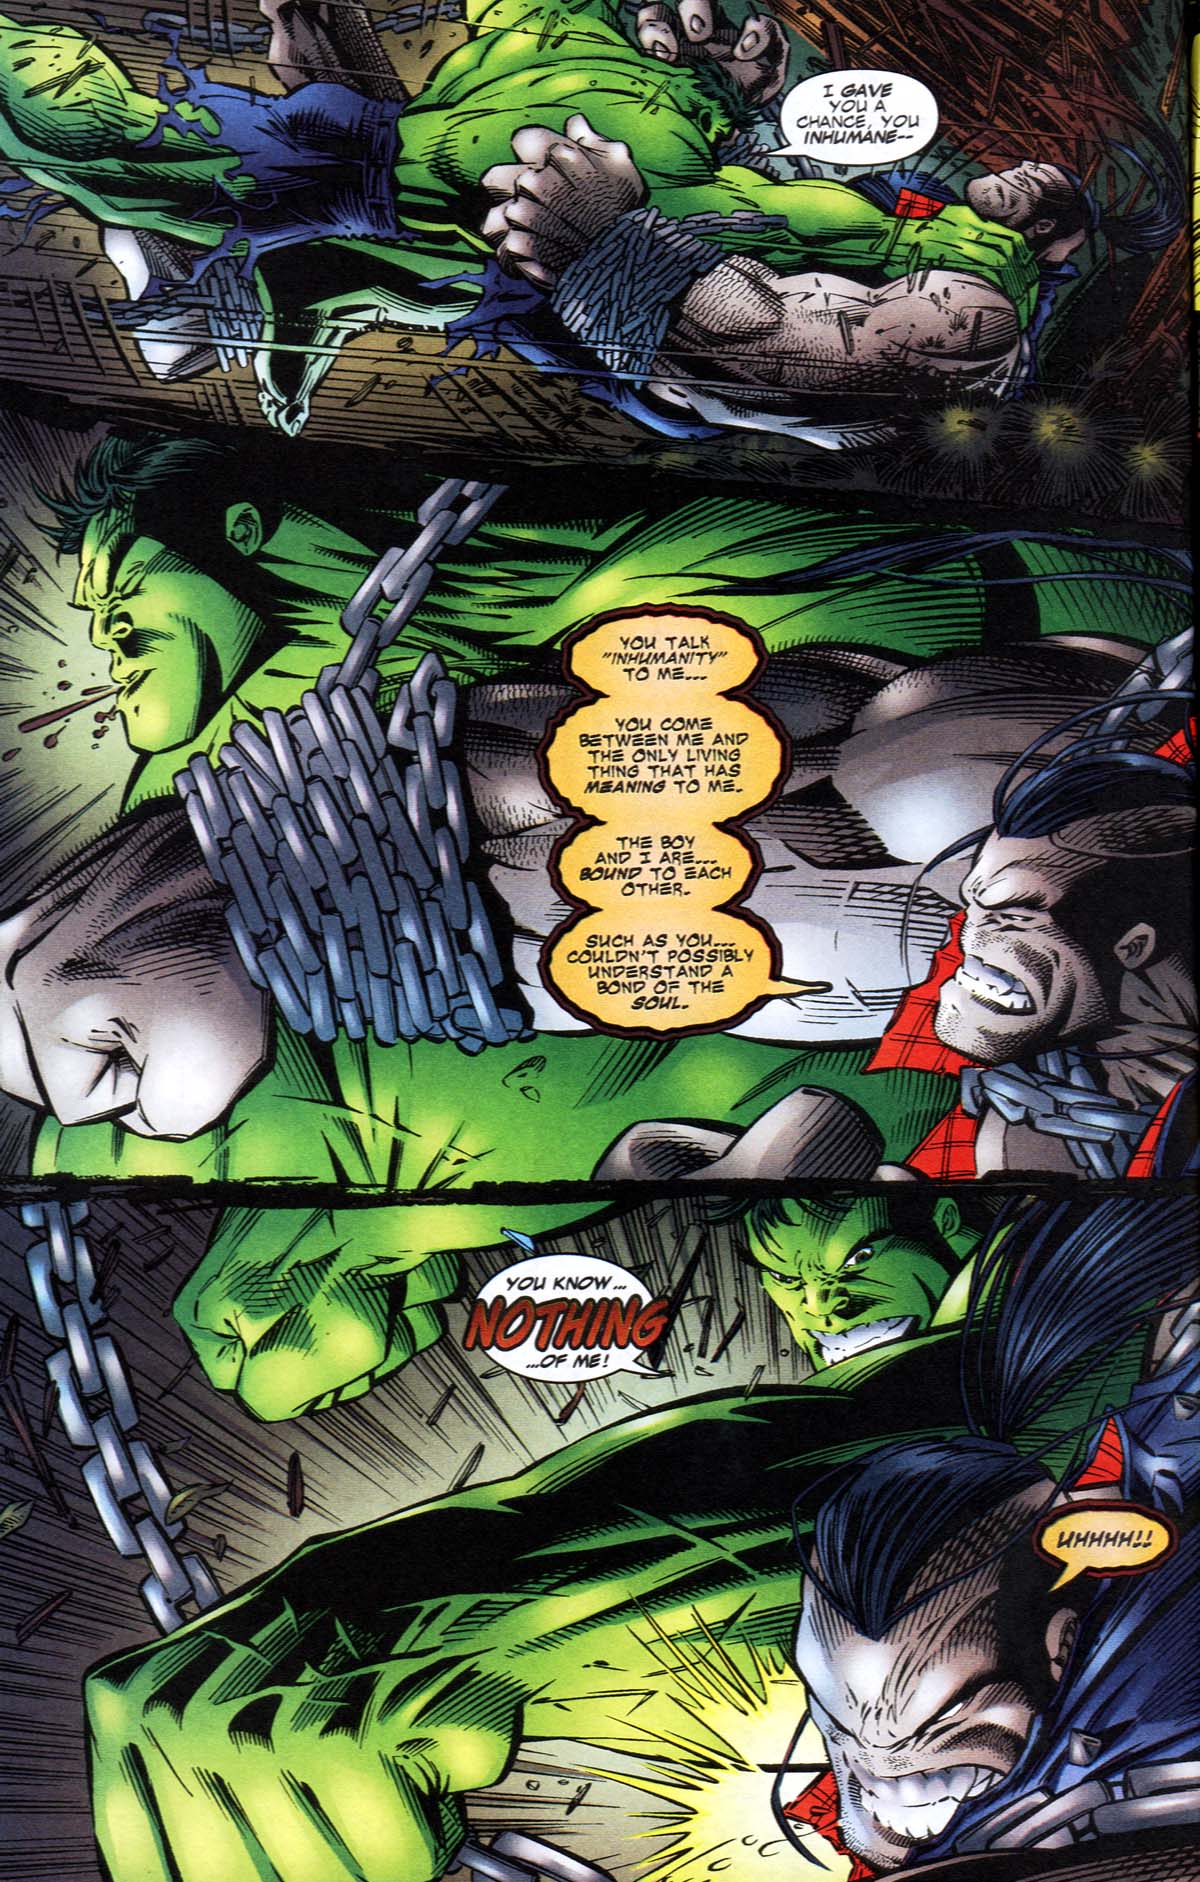 I GAVE
YOU A
CHANCE, YOU
INHUMANE--
YOU TALK
"INHUMANITY"
TO ME...
YOU COME
BETWEEN ME AND
THE ONLY LIVING
THING THAT HAS
MEANING TO ME.
THE BOY
AND I ARE...
BOUND TO EACH
OTHER.
SUCH AS YOU...
COULDN'T POSSIBLY
UNDERSTAND A
BOND OF THE
SOUL.
YOU KNOW...
NOTHING
...OF ME!
UHHHH!!